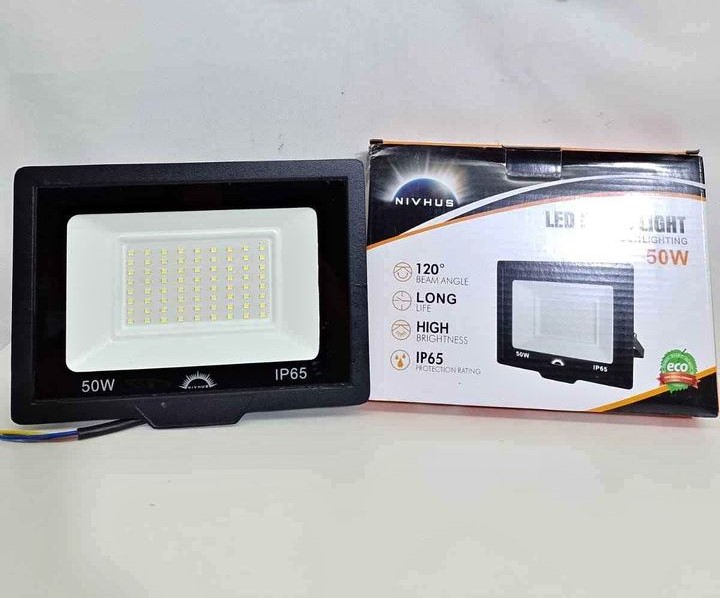 50W
NIVHUS
IP65
NIVHUS
LED LIGHT
LIGHTING
50W
120°
BEAM ANGLE
LONG
LIFE
HIGH
BRIGHTNESS
IP65
PROTECTION RATING
50W
IP65
eco